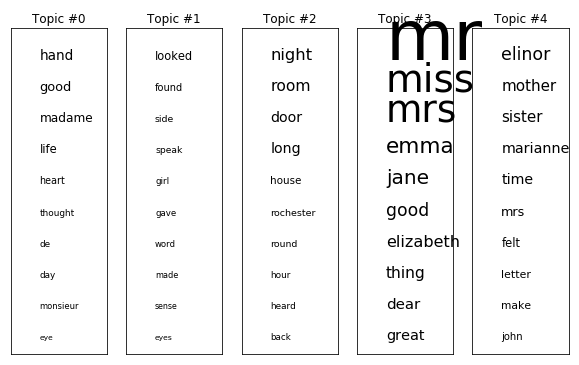 Topic #0
hand
good
madame
life
heart
thought
de
day
monsieur
eye
Topic #1
looked
found
side
speak
girl
gave
word
made
sense
eyes
Topic #2
night
room
door
long
house
rochester
round
hour
heard
back
Topic #3
mr
miss
mrs
emma
jane
good
elizabeth
thing
dear
great
Topic #4
elinor
mother
sister
marianne
time
mrs
felt
letter
make
john